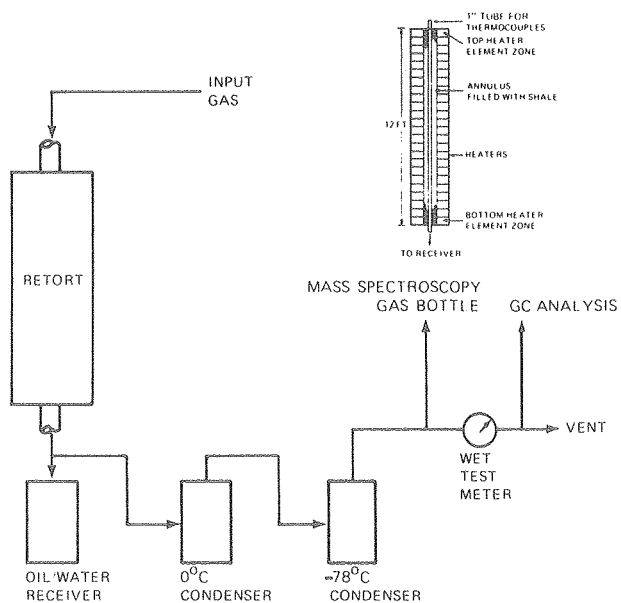 1" TUBE FOR
THERMOCOUPLES
TOP HEATER
ELEMENT ZONE
INPUT
GAS
ANNULUS
FILLED WITH SHALE
12 FT
HEATERS
BOTTOM HEATER
ELEMENT ZONE
TO RECEIVER
RETORT
MASS SPECTROSCOPY
GAS BOTTLE
GC ANALYSIS
VENT
WET
TEST
METER
OIL/WATER
RECEIVER
0°C
CONDENSER
-78°C
CONDENSER